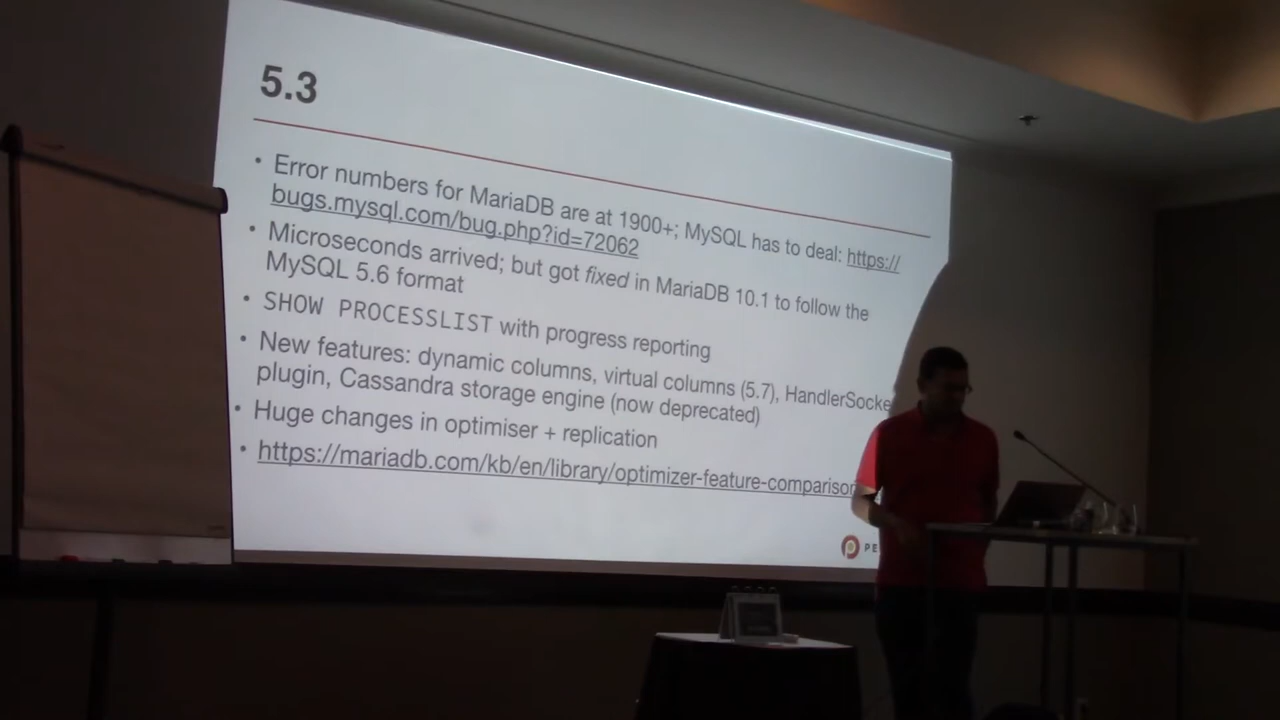 5.3
• Error numbers for MariaDB are at 1900+; MySQL has to deal: https://
bugs.mysql.com/bug.php?id=72062
• Microseconds arrived; but got fixed in MariaDB 10.1 to follow the
MySQL 5.6 format
• SHOW PROCESSLIST with progress reporting
• New features: dynamic columns, virtual columns (5.7), HandlerSocke
plugin, Cassandra storage engine (now deprecated)
• Huge changes in optimiser + replication
• https://mariadb.com/kb/en/library/optimizer-feature-comparison
PE